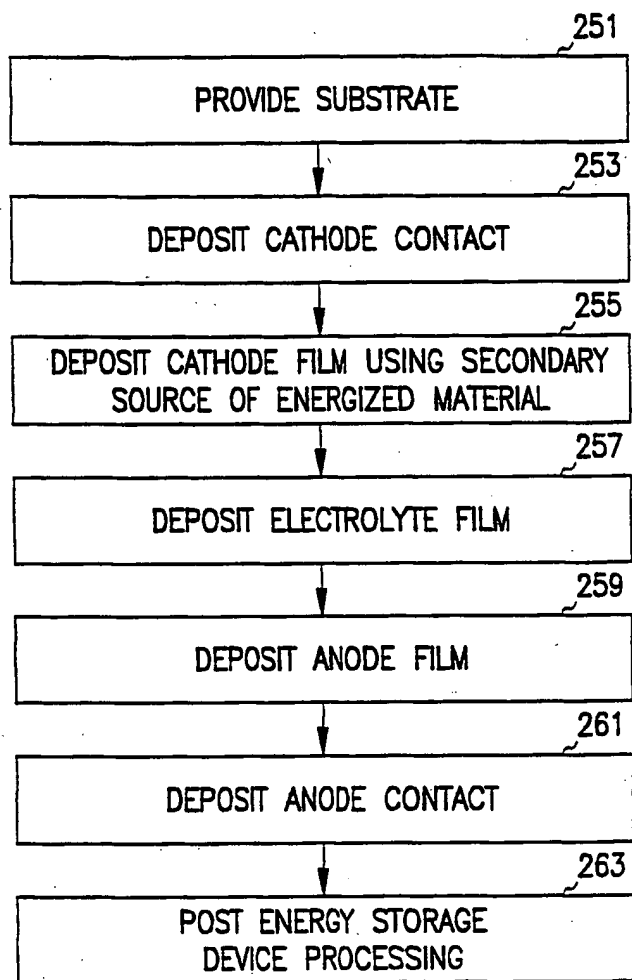 251
PROVIDE SUBSTRATE
253
DEPOSIT CATHODE CONTACT
255
DEPOSIT CATHODE FILM USING SECONDARY
SOURCE OF ENERGIZED MATERIAL
257
DEPOSIT ELECTROLYTE FILM
259
DEPOSIT ANODE FILM
261
DEPOSIT ANODE CONTACT
263
POST ENERGY STORAGE
DEVICE PROCESSING